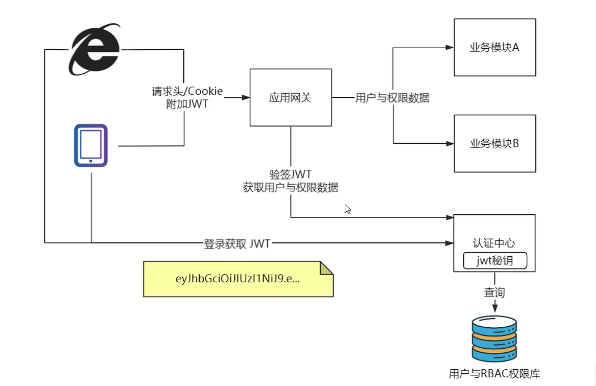 业务模块A
请求头/Cookie
附加JWT
应用网关
用户与权限数据
业务模块B
验签JWT
获取用户与权限数据
登录获取 JWT
认证中心
jwt秘钥
eyJhbGciOiJIUzI1NiJ9.e...
查询
用户与RBAC权限库